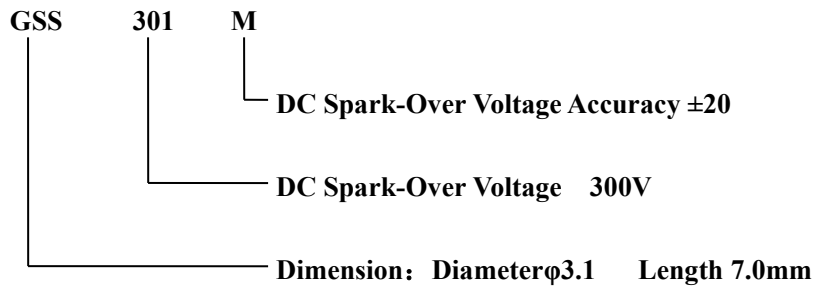 GSS 301 M
DC Spark-Over Voltage Accuracy ±20
DC Spark-Over Voltage 300V
Dimension：Diameterφ3.1 Length 7.0mm